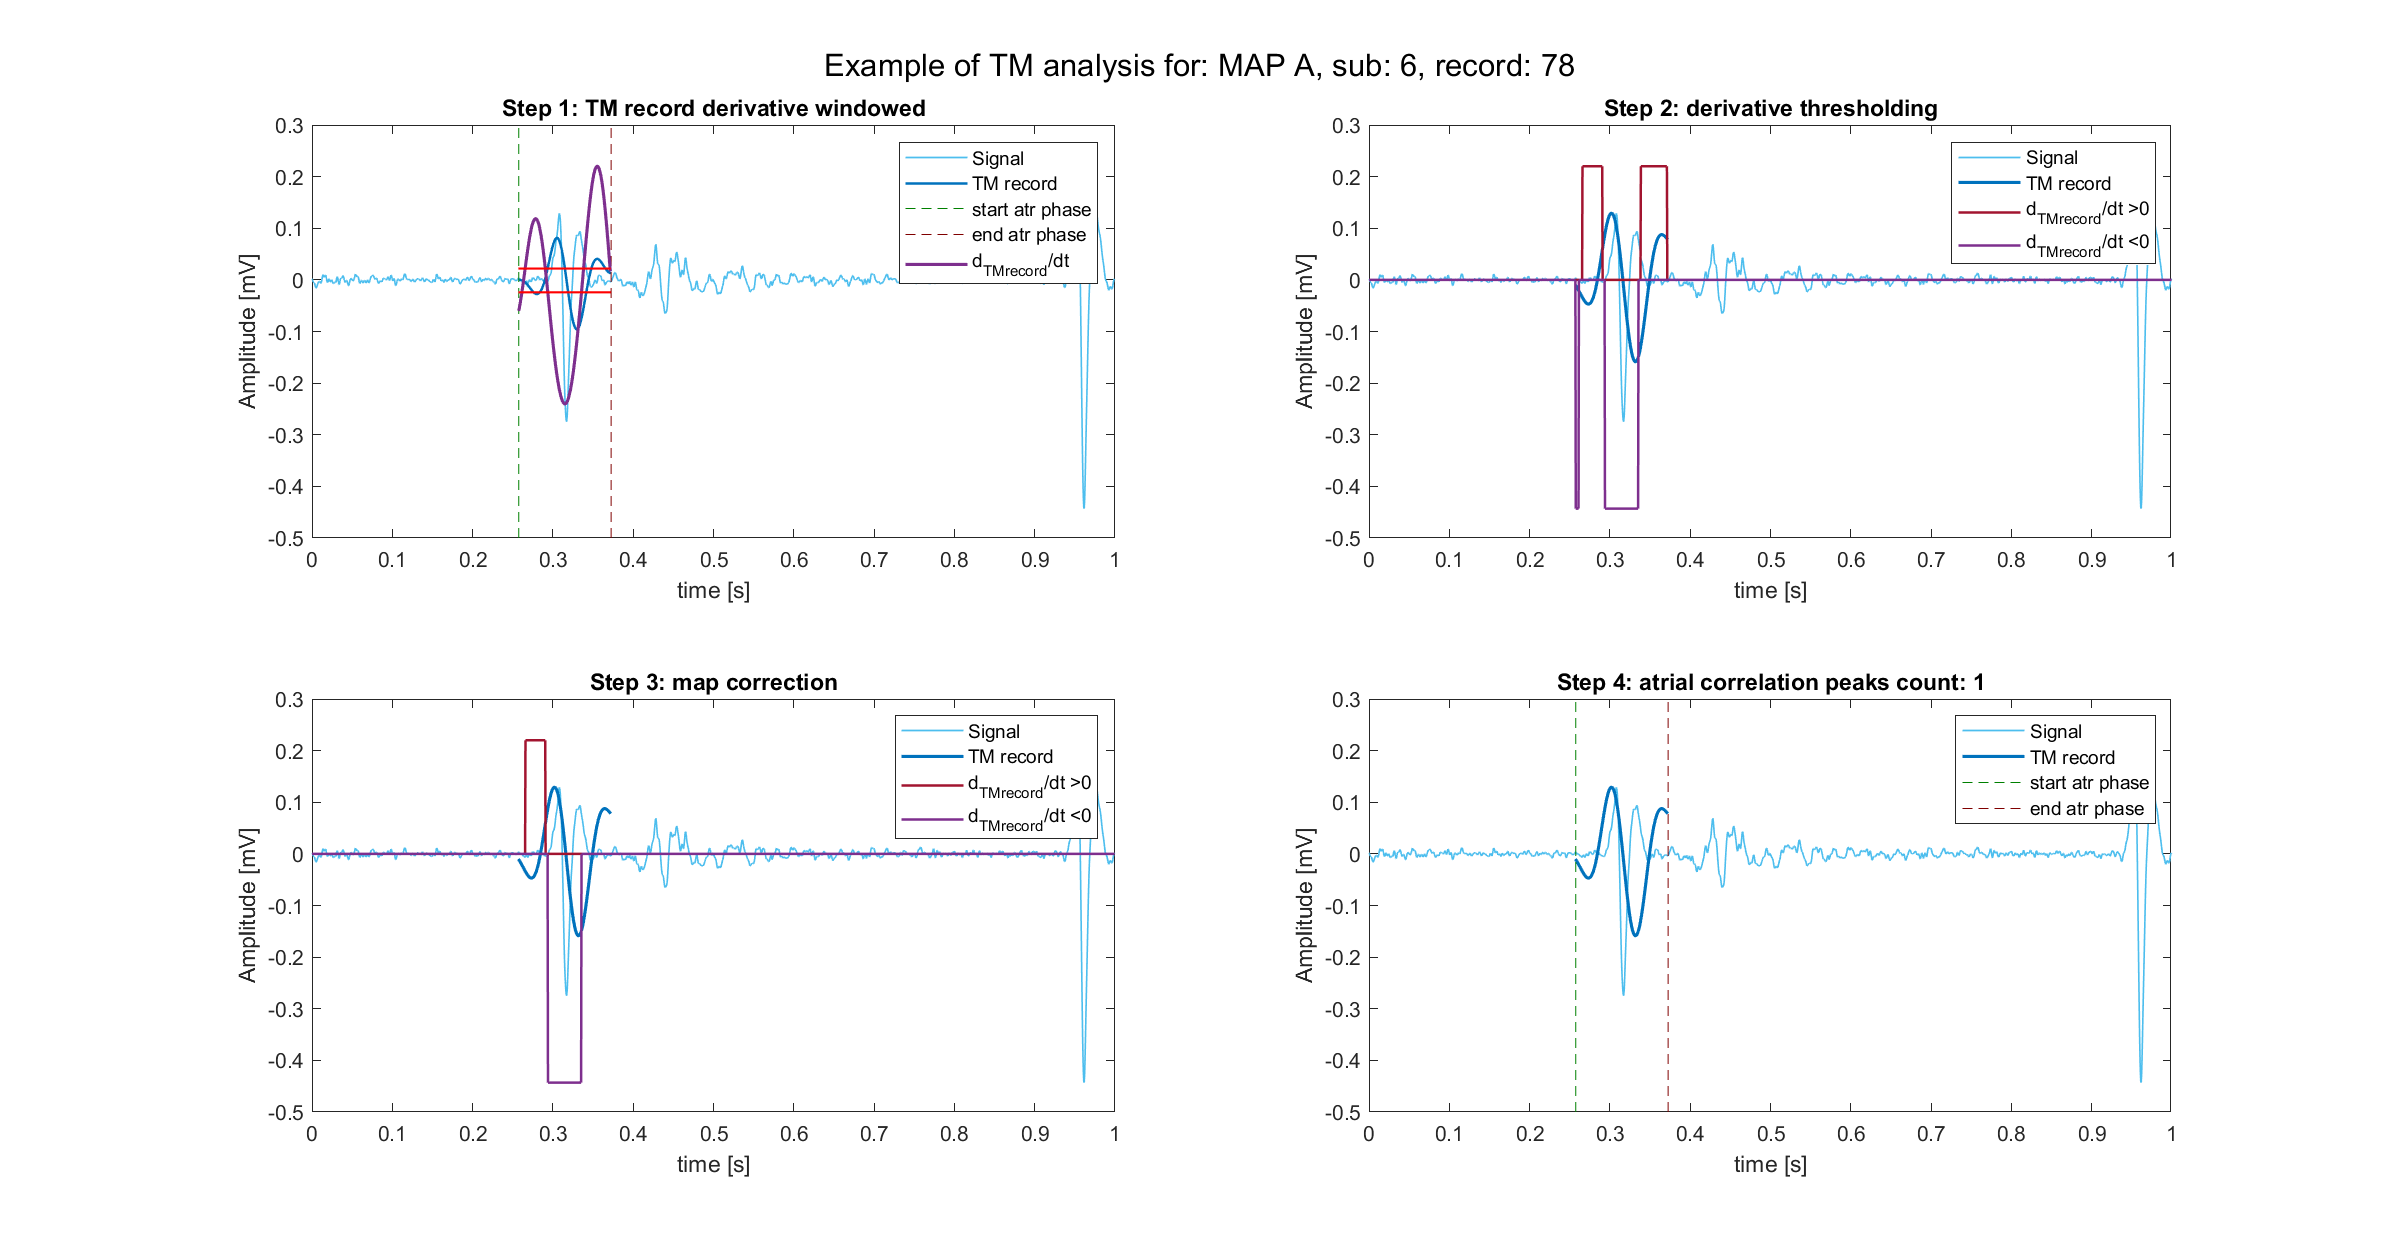 Example of TM analysis for: MAP A, sub: 6, record: 78
Step 1: TM record derivative windowed
0.3
0.2
0.1
0
-0.1
-0.2
-0.3
-0.4
-0.5
Amplitude [mV]
0 0.1 0.2 0.3 0.4 0.5 0.6 0.7 0.8 0.9 1
time [s]
Signal
TM record
start atr phase
end atr phase
dTMrecord/dt
Step 2: derivative thresholding
0.3
0.2
0.1
0
-0.1
-0.2
-0.3
-0.4
-0.5
Amplitude [mV]
0 0.1 0.2 0.3 0.4 0.5 0.6 0.7 0.8 0.9 1
time [s]
Signal
TM record
dTMrecord/dt >0
dTMrecord/dt <0
Step 3: map correction
0.3
0.2
0.1
0
-0.1
-0.2
-0.3
-0.4
-0.5
Amplitude [mV]
0 0.1 0.2 0.3 0.4 0.5 0.6 0.7 0.8 0.9 1
time [s]
Signal
TM record
dTMrecord/dt >0
dTMrecord/dt <0
Step 4: atrial correlation peaks count: 1
0.3
0.2
0.1
0
-0.1
-0.2
-0.3
-0.4
-0.5
Amplitude [mV]
0 0.1 0.2 0.3 0.4 0.5 0.6 0.7 0.8 0.9 1
time [s]
Signal
TM record
start atr phase
end atr phase